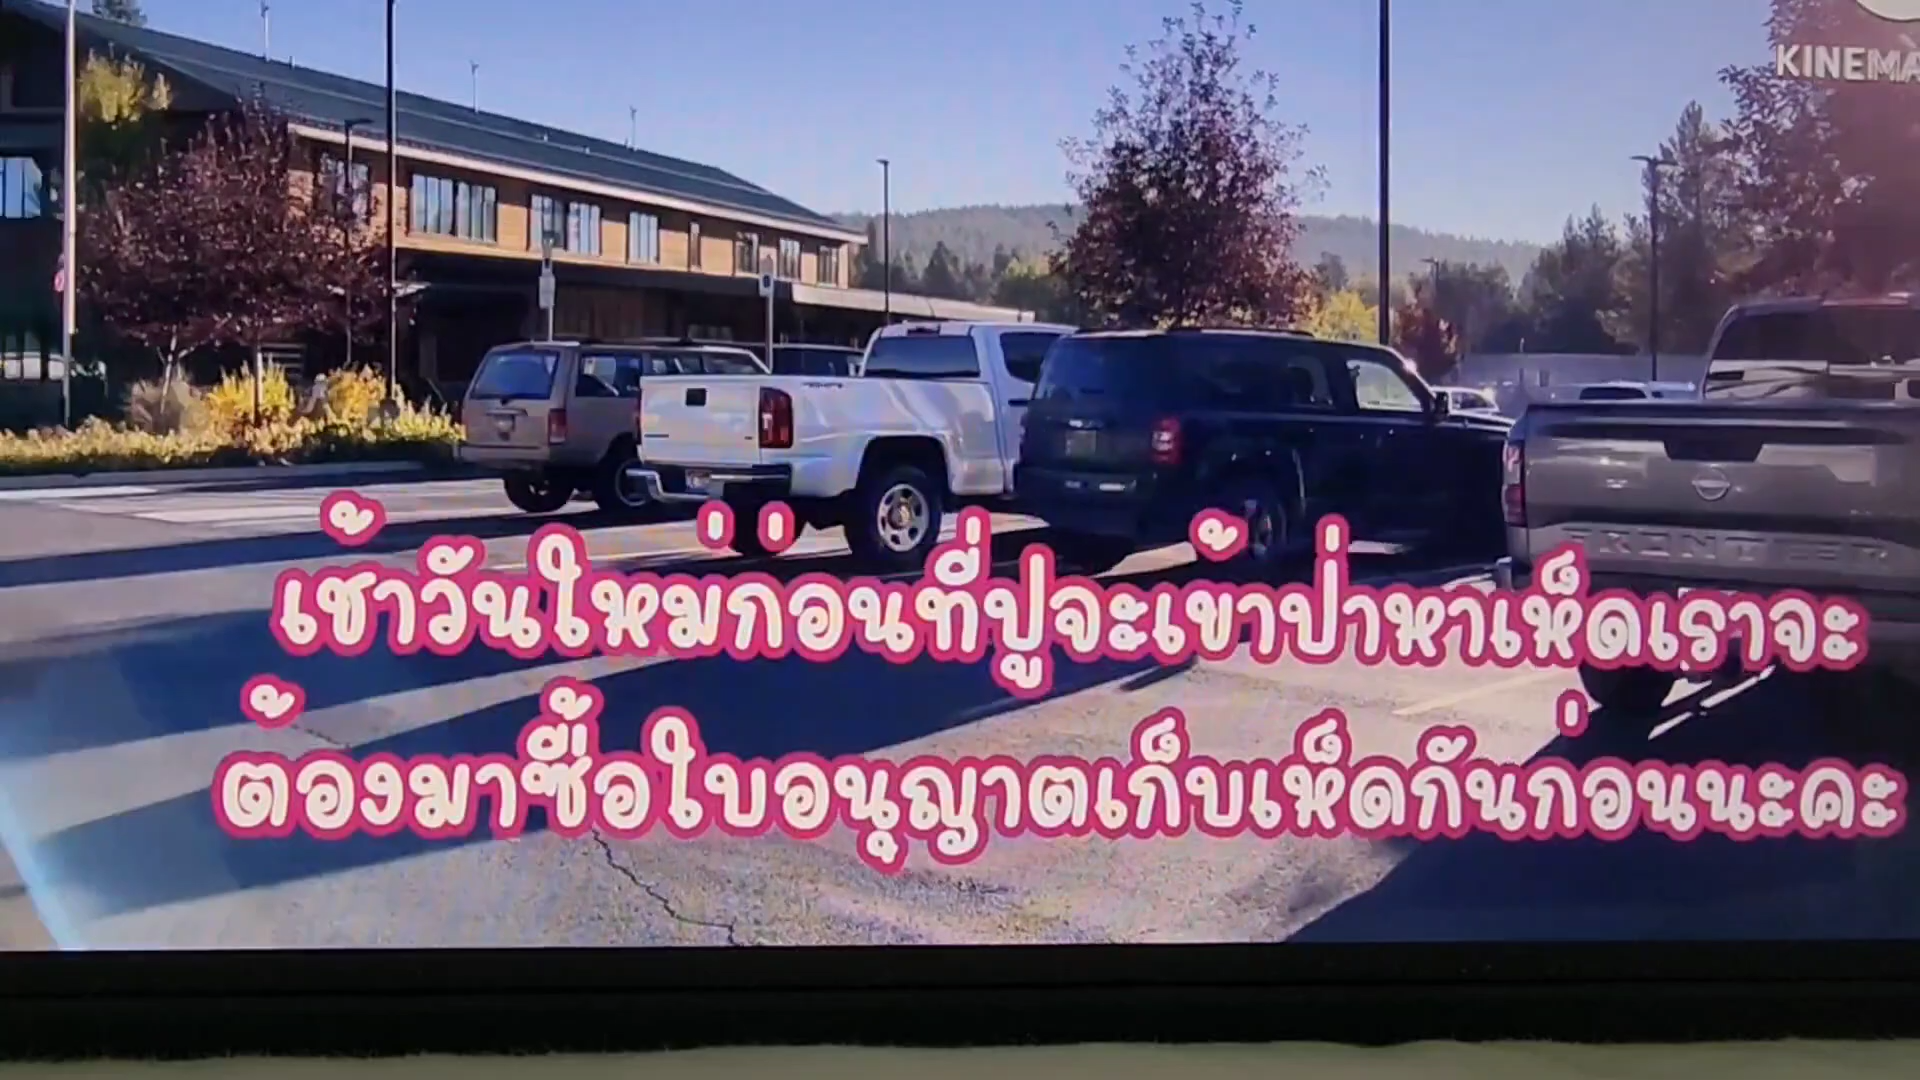 KINEMA
เช้าวันใหม่ก่อนที่ปูจะเข้าป่าหาเห็ดเราจะ
ต้องมาซื้อใบอนุญาตเก็บเห็ดกันก่อนนะคะ
FRONTIER